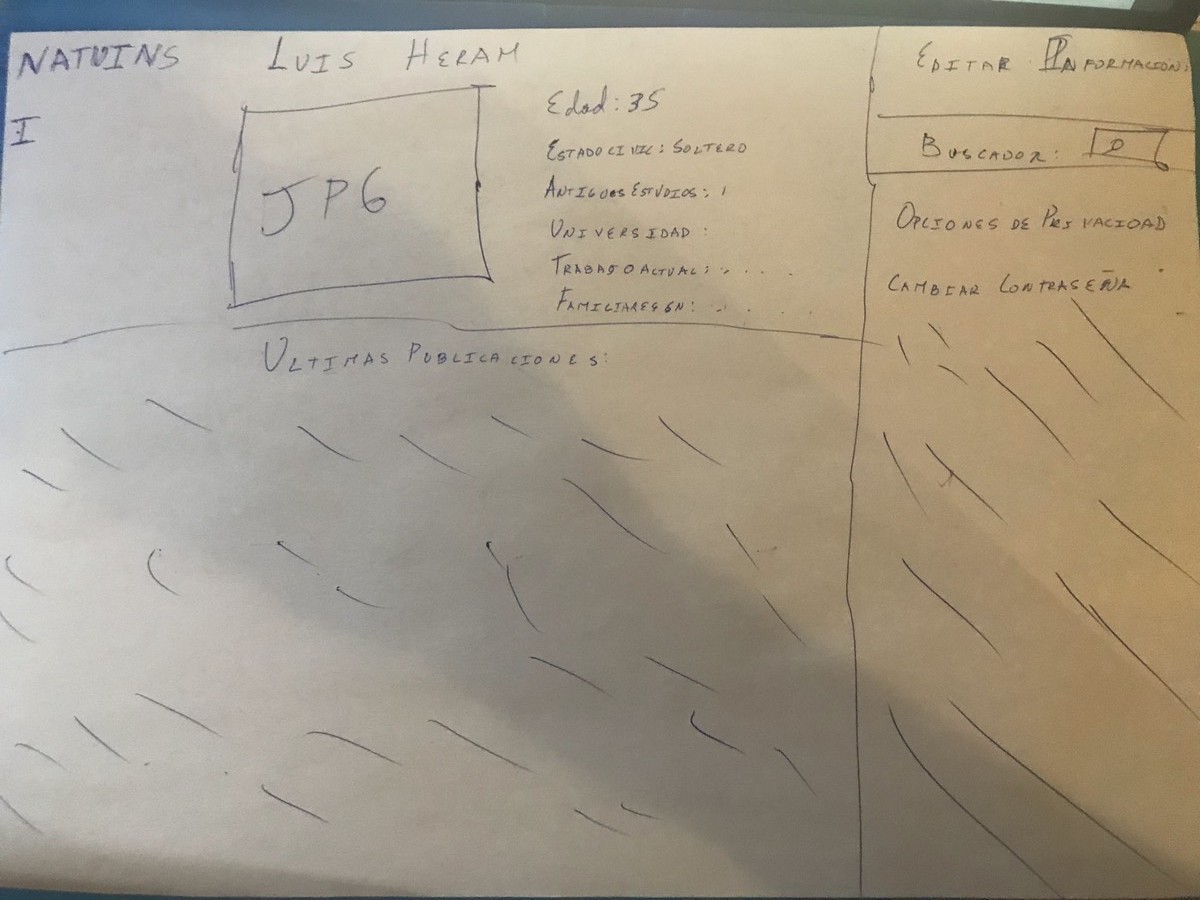 NATUINS
LUIS HERAM
I
JPG
Edad: 35
ESTADO CIVIL: SOLTERO
ANTIGUOS ESTUDIOS:
UNIVERSIDAD :
TRABAJO ACTUAL: . . . .
FAMILIARES EN: . . . .
ULTIMAS PUBLICACIONES:
EDITAR INFORMACION:
BUSCADOR:
OPCIONES DE PRIVACIDAD
CAMBIAR CONTRASEÑA